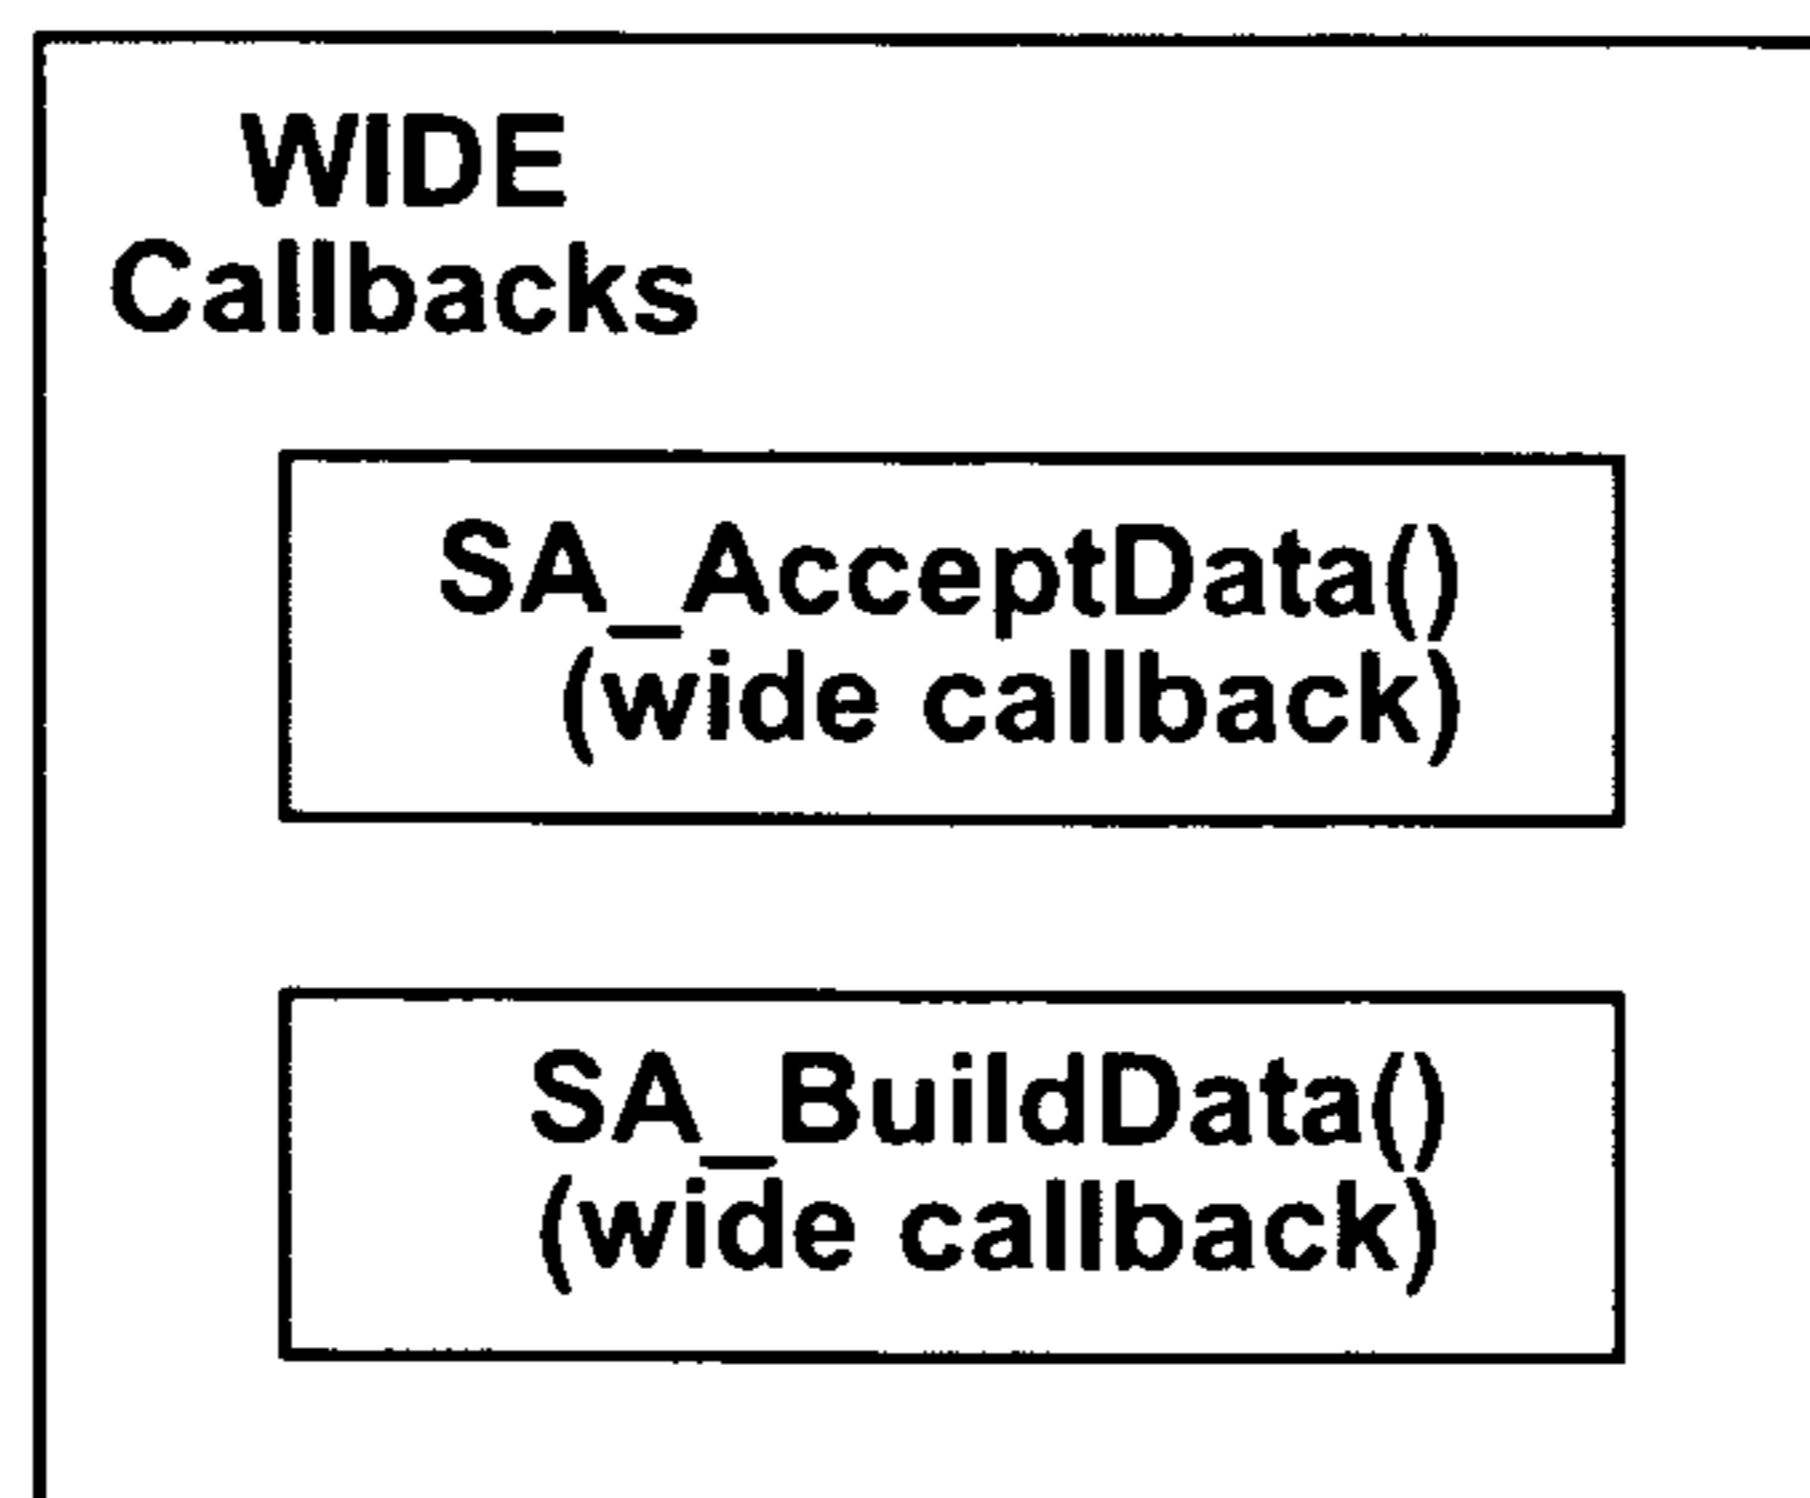 WIDE
Callbacks
SA_AcceptData()
(wide callback)
SA_BuildData()
(wide callback)